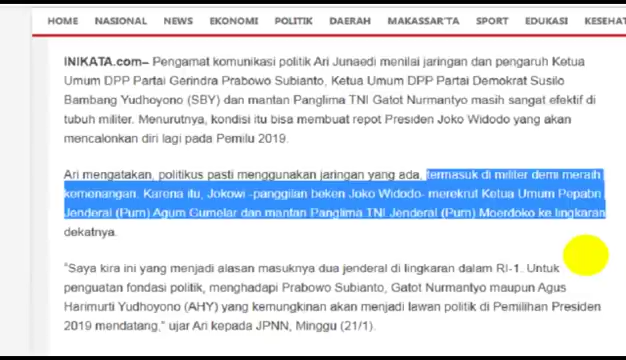 HOME NASIONAL NEWS EKONOMI POLITIK DAERAH MAKASSAR'TA SPORT EDUKASI KESEHAT
INIKATA.com– Pengamat komunikasi politik Ari Junaedi menilai jaringan dan pengaruh Ketua
Umum DPP Partai Gerindra Prabowo Subianto, Ketua Umum DPP Partai Demokrat Susilo
Bambang Yudhoyono (SBY) dan mantan Panglima TNI Gatot Nurmantyo masih sangat efektif di
tubuh militer. Menurutnya, kondisi itu bisa membuat repot Presiden Joko Widodo yang akan
mencalonkan diri lagi pada Pemilu 2019.
Ari mengatakan, politikus pasti menggunakan jaringan yang ada, termasuk di militer demi meraih
kemenangan. Karena itu, Jokowi -panggilan beken Joko Widodo- merekrut Ketua Umum Pepabri
Jenderal (Purn) Agum Gumelar dan mantan Panglima TNI Jenderal (Purn) Moerdoko ke lingkaran
dekatnya.
"Saya kira ini yang menjadi alasan masuknya dua jenderal di lingkaran dalam RI-1. Untuk
penguatan fondasi politik, menghadapi Prabowo Subianto, Gatot Nurmantyo maupun Agus
Harimurti Yudhoyono (AHY) yang kemungkinan akan menjadi lawan politik di Pemilihan Presiden
2019 mendatang," ujar Ari kepada JPNN, Minggu (21/1).